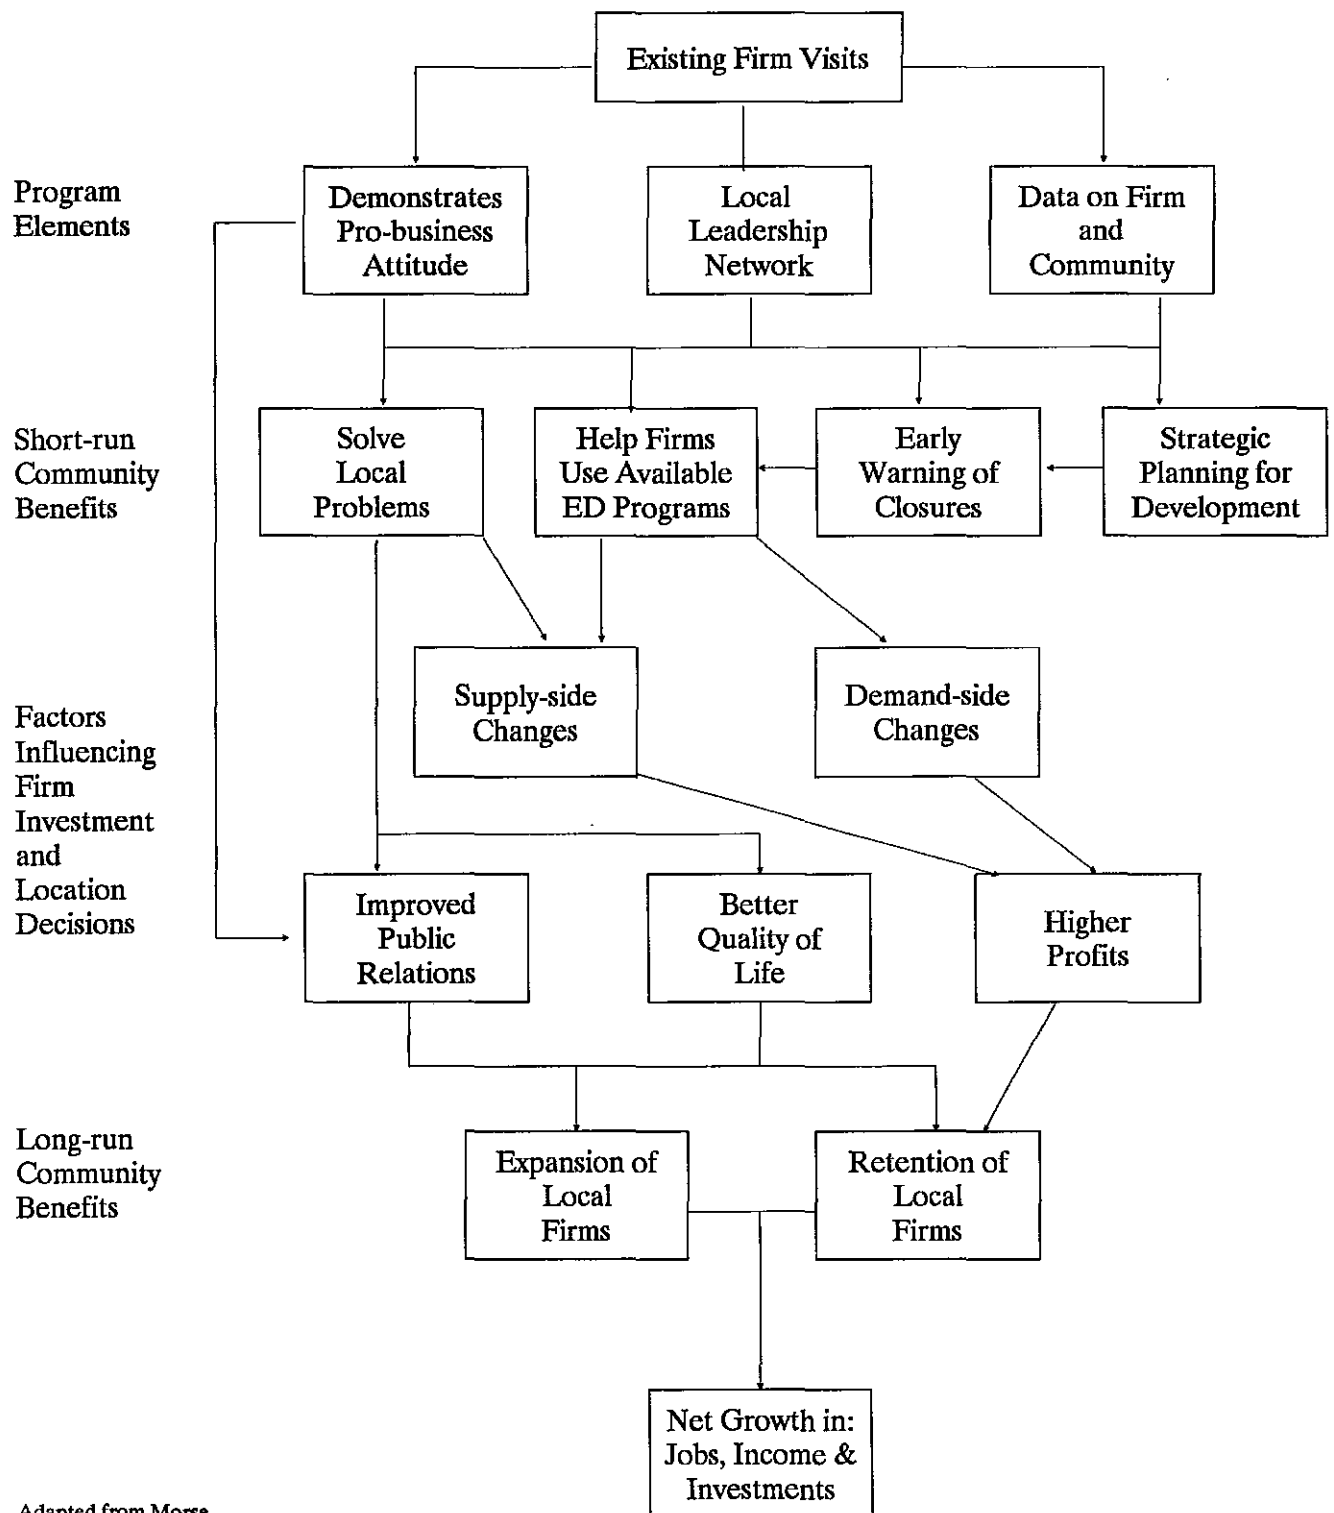 Existing Firm Visits
Program
Elements
Demonstrates
Pro-business
Attitude
Local
Leadership
Network
Data on Firm
and
Community
Short-run
Community
Benefits
Solve
Local
Problems
Help Firms
Use Available
ED Programs
Early
Warning of
Closures
Strategic
Planning for
Development
Factors
Influencing
Firm
Investment
and
Location
Decisions
Supply-side
Changes
Demand-side
Changes
Improved
Public
Relations
Better
Quality of
Life
Higher
Profits
Long-run
Community
Benefits
Expansion of
Local
Firms
Retention of
Local
Firms
Net Growth in:
Jobs, Income &
Investments
Adapted from Morse